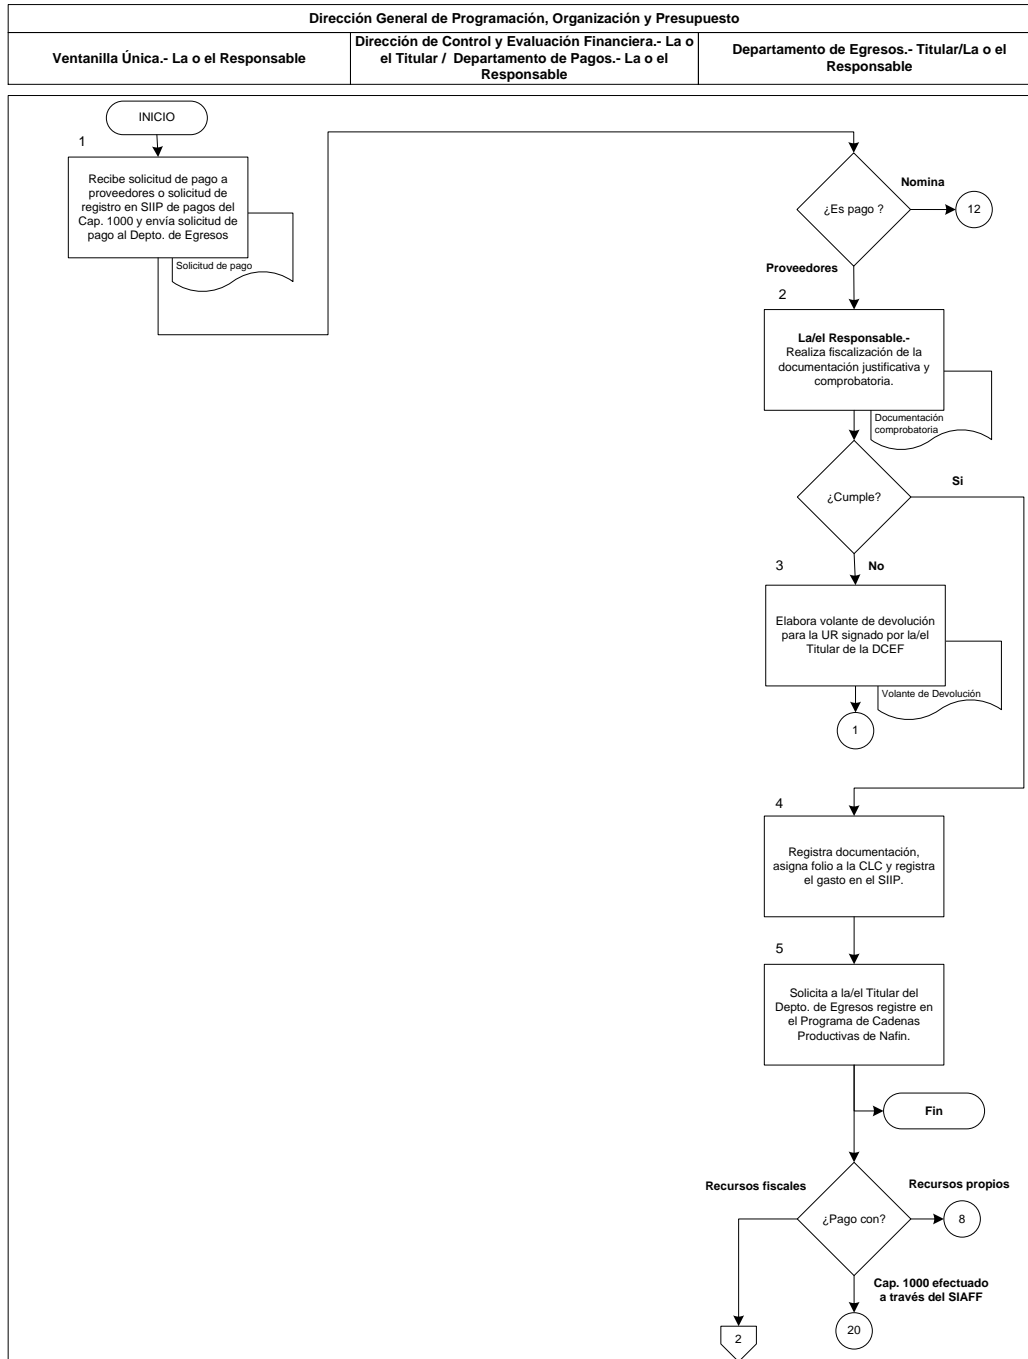 Dirección General de Programación, Organización y Presupuesto
Ventanilla Única.- La o el Responsable
Dirección de Control y Evaluación Financiera.- La o
el Titular / Departamento de Pagos.- La o el
Responsable
Departamento de Egresos.- Titular/La o el
Responsable
INICIO
1
Recibe solicitud de pago a
proveedores o solicitud de
registro en SIIP de pagos del
Cap. 1000 y envía solicitud de
pago al Depto. de Egresos
Solicitud de pago
¿Es pago ?
Nomina
12
Proveedores
2
La/el Responsable.-
Realiza fiscalización de la
documentación justificativa y
comprobatoria.
Documentación
comprobatoria
¿Cumple?
Si
No
3
Elabora volante de devolución
para la UR signado por la/el
Titular de la DCEF
Volante de Devolución
1
4
Registra documentación,
asigna folio a la CLC y registra
el gasto en el SIIP.
5
Solicita a la/el Titular del
Depto. de Egresos registre en
el Programa de Cadenas
Productivas de Nafin.
Fin
Recursos fiscales
Recursos propios
¿Pago con?
8
Cap. 1000 efectuado
a través del SIAFF
2
20